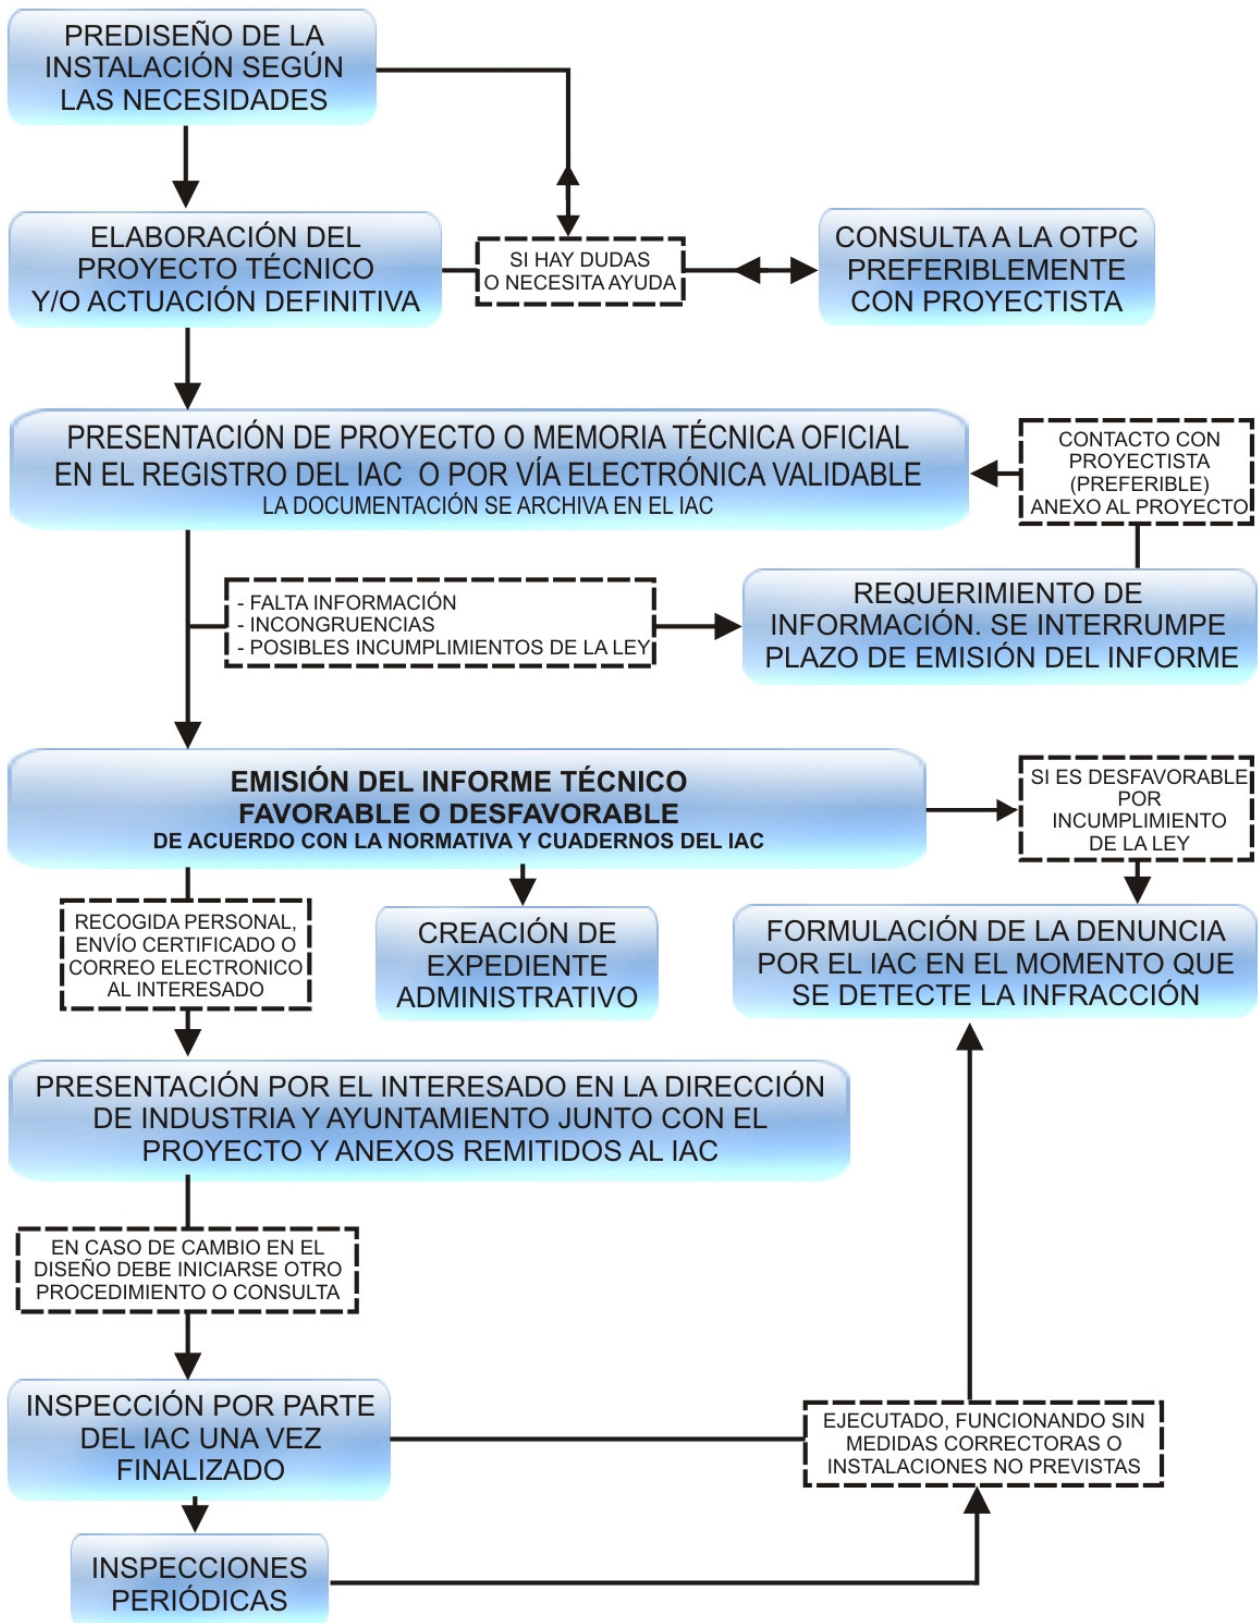 PREDISEÑO DE LA
INSTALACIÓN SEGÚN
LAS NECESIDADES
ELABORACIÓN DEL
PROYECTO TÉCNICO
Y/O ACTUACIÓN DEFINITIVA
SI HAY DUDAS
O NECESITA AYUDA
CONSULTA A LA OTPC
PREFERIBLEMENTE
CON PROYECTISTA
PRESENTACIÓN DE PROYECTO O MEMORIA TÉCNICA OFICIAL
EN EL REGISTRO DEL IAC O POR VÍA ELECTRÓNICA VALIDABLE
LA DOCUMENTACIÓN SE ARCHIVA EN EL IAC
CONTACTO CON
PROYECTISTA
(PREFERIBLE)
ANEXO AL PROYECTO
- FALTA INFORMACIÓN
- INCONGRUENCIAS
- POSIBLES INCUMPLIMIENTOS DE LA LEY
REQUERIMIENTO DE
INFORMACIÓN. SE INTERRUMPE
PLAZO DE EMISIÓN DEL INFORME
EMISIÓN DEL INFORME TÉCNICO
FAVORABLE O DESFAVORABLE
DE ACUERDO CON LA NORMATIVA Y CUADERNOS DEL IAC
SI ES DESFAVORABLE
POR
INCUMPLIMIENTO
DE LA LEY
RECOGIDA PERSONAL,
ENVÍO CERTIFICADO O
CORREO ELECTRONICO
AL INTERESADO
CREACIÓN DE
EXPEDIENTE
ADMINISTRATIVO
FORMULACIÓN DE LA DENUNCIA
POR EL IAC EN EL MOMENTO QUE
SE DETECTE LA INFRACCIÓN
PRESENTACIÓN POR EL INTERESADO EN LA DIRECCIÓN
DE INDUSTRIA Y AYUNTAMIENTO JUNTO CON EL
PROYECTO Y ANEXOS REMITIDOS AL IAC
EN CASO DE CAMBIO EN EL
DISEÑO DEBE INICIARSE OTRO
PROCEDIMIENTO O CONSULTA
INSPECCIÓN POR PARTE
DEL IAC UNA VEZ
FINALIZADO
EJECUTADO, FUNCIONANDO SIN
MEDIDAS CORRECTORAS O
INSTALACIONES NO PREVISTAS
INSPECCIONES
PERIÓDICAS